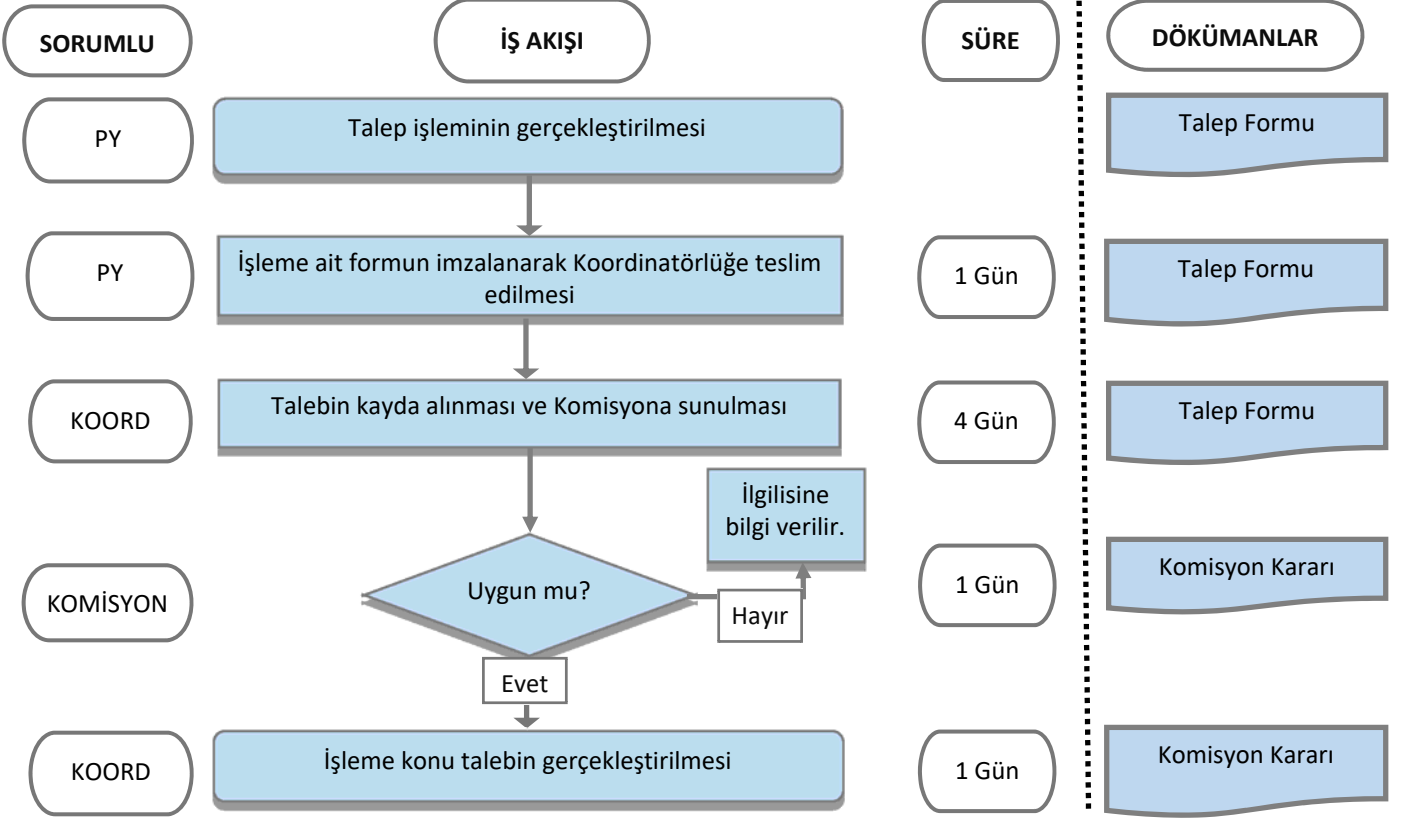 SORUMLU
İŞ AKIŞI
SÜRE
DÖKÜMANLAR
PY
Talep işleminin gerçekleştirilmesi
Talep Formu
PY
İşleme ait formun imzalanarak Koordinatörlüğe teslim
edilmesi
1 Gün
Talep Formu
KOORD
Talebin kayda alınması ve Komisyona sunulması
4 Gün
Talep Formu
İlgilisine
bilgi verilir.
KOMİSYON
Uygun mu?
Hayır
1 Gün
Komisyon Kararı
Evet
KOORD
İşleme konu talebin gerçekleştirilmesi
1 Gün
Komisyon Kararı